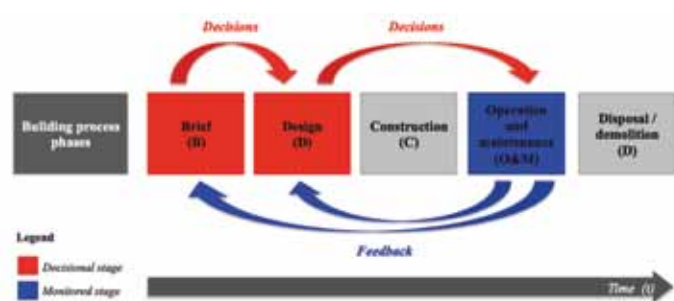 Decisions
Decisions
Building process
phases
Brief
(B)
Design
(D)
Construction
(C)
Operation
and
maintenance
(O&M)
Disposal /
demolition
(D)
Feedback
Legend
Decisional stage
Monitored stage
Time (t)